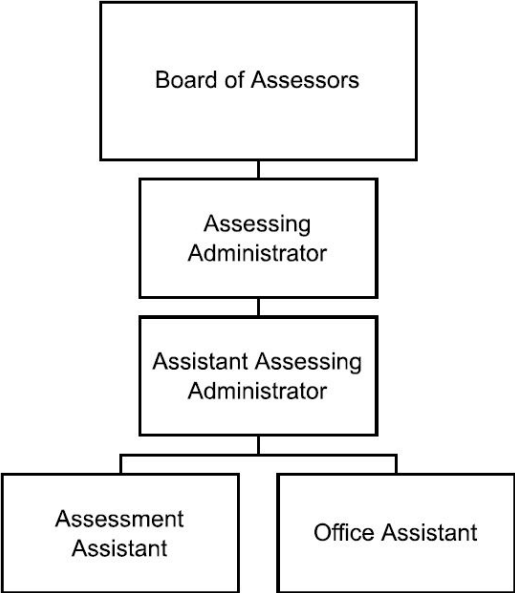 Board of Assessors
Assessing
Administrator
Assistant Assessing
Administrator
Assessment
Assistant
Office Assistant